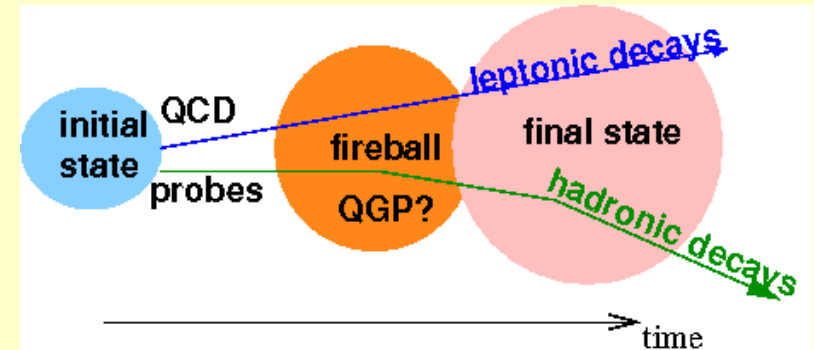 initial
state
QCD
probes
fireball
QGP?
leptonic decays
final state
hadronic decays
time